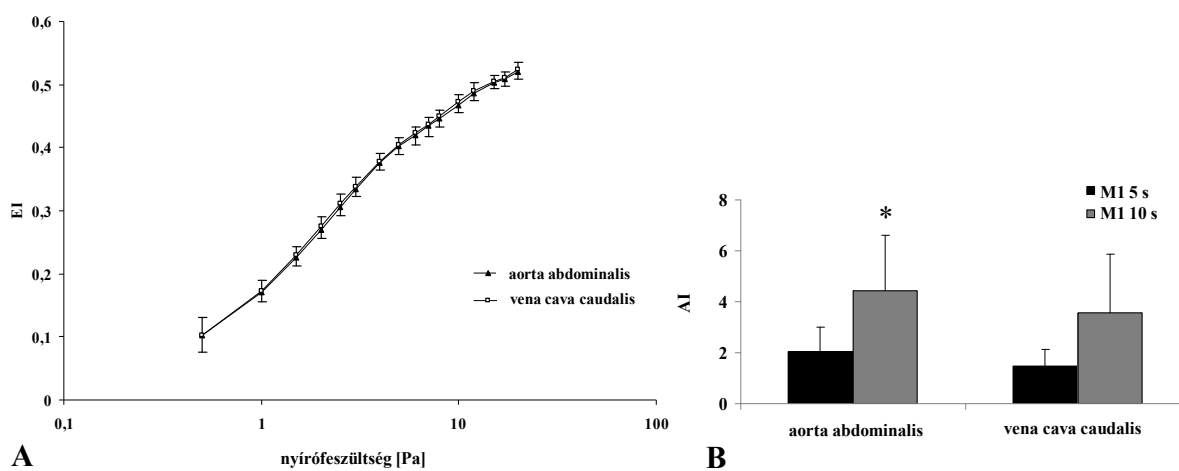 0,6
0,5
0,4
0,3
0,2
0,1
0
EI
0,1 1 10 100
nyírófeszültség [Pa]
aorta abdominalis
vena cava caudalis
A
M1 5 s
M1 10 s
8
6
4
2
0
AI
*
aorta abdominalis vena cava caudalis
B